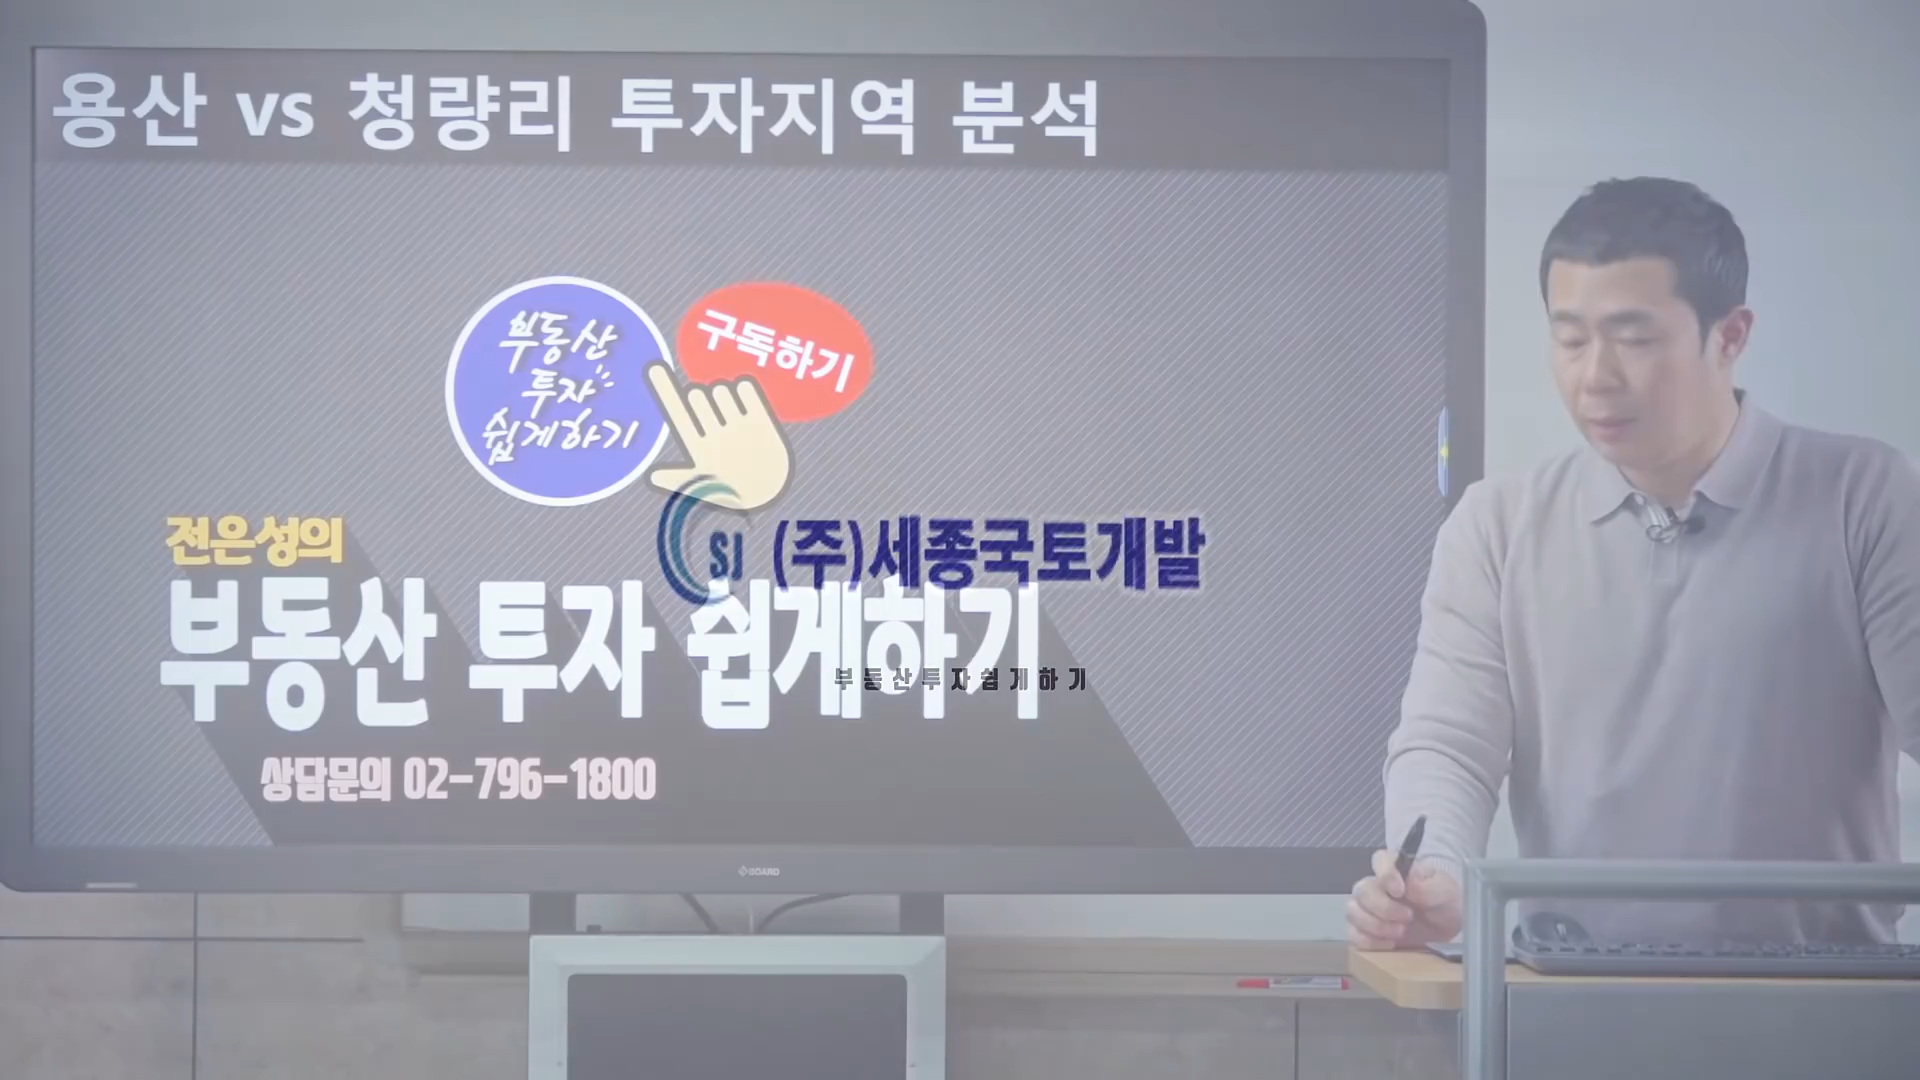 용산 vs 청량리 투자지역 분석
부동산
투자
쉽게하기
구독하기
전은성의
SJ (주)세종국토개발
부동산 투자 쉽게하기
부동산투자쉽게하기
상담문의 02-796-1800